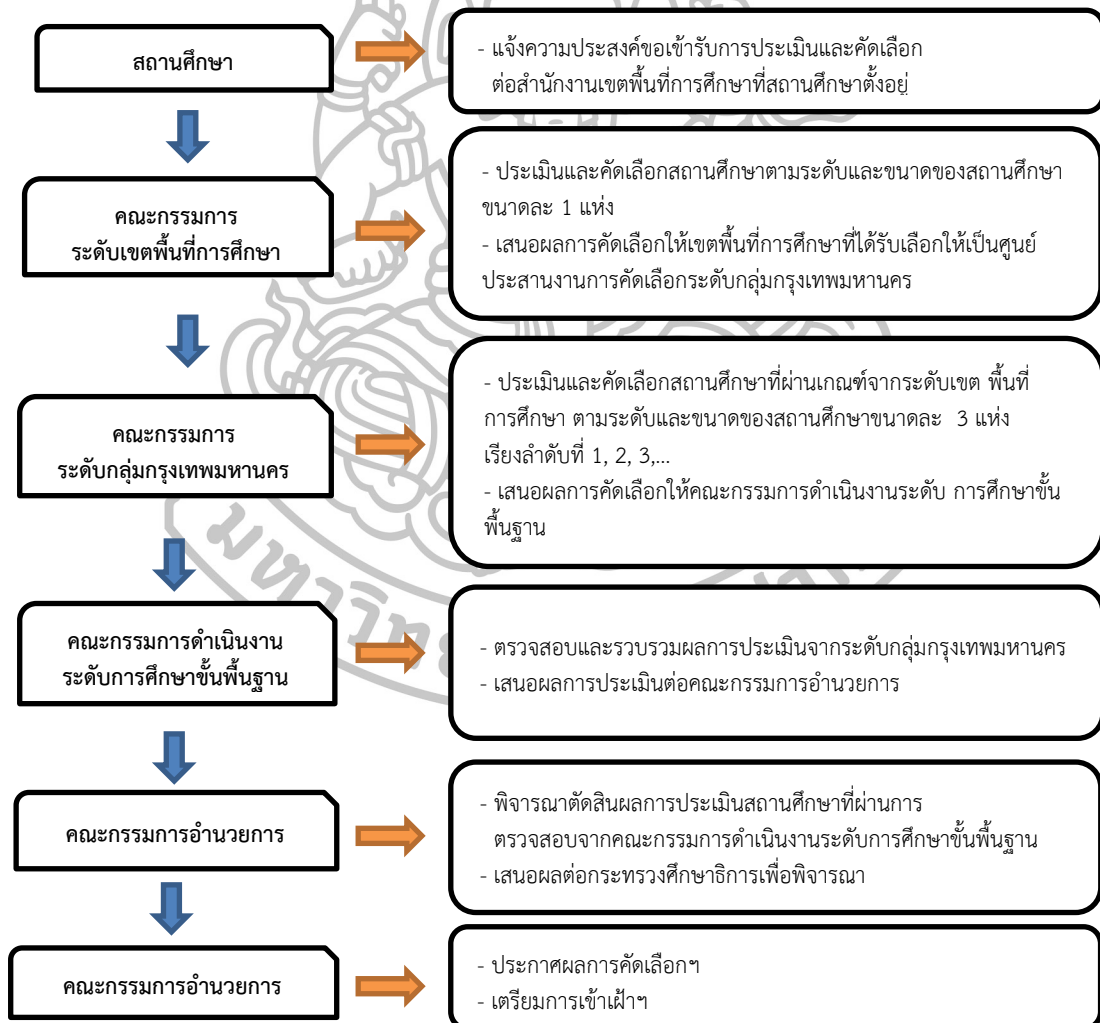 สถานศึกษา
- แจ้งความประสงค์ขอเข้ารับการประเมินและคัดเลือก
ต่อสำนักงานเขตพื้นที่การศึกษาที่สถานศึกษาตั้งอยู่
คณะกรรมการ
ระดับเขตพื้นที่การศึกษา
- ประเมินและคัดเลือกสถานศึกษาตามระดับและขนาดของสถานศึกษา
ขนาดละ 1 แห่ง
- เสนอผลการคัดเลือกให้เขตพื้นที่การศึกษาที่ได้รับเลือกให้เป็นศูนย์
ประสานงานการคัดเลือกระดับกลุ่มกรุงเทพมหานคร
คณะกรรมการ
ระดับกลุ่มกรุงเทพมหานคร
- ประเมินและคัดเลือกสถานศึกษาที่ผ่านเกณฑ์จากระดับเขต พื้นที่
การศึกษา ตามระดับและขนาดของสถานศึกษาขนาดละ 3 แห่ง
เรียงลำดับที่ 1, 2, 3,...
- เสนอผลการคัดเลือกให้คณะกรรมการดำเนินงานระดับ การศึกษาขั้น
พื้นฐาน
คณะกรรมการดำเนินงาน
ระดับการศึกษาขั้นพื้นฐาน
- ตรวจสอบและรวบรวมผลการประเมินจากระดับกลุ่มกรุงเทพมหานคร
- เสนอผลการประเมินต่อคณะกรรมการอำนวยการ
คณะกรรมการอำนวยการ
- พิจารณาตัดสินผลการประเมินสถานศึกษาที่ผ่านการ
ตรวจสอบจากคณะกรรมการดำเนินงานระดับการศึกษาขั้นพื้นฐาน
- เสนอผลต่อกระทรวงศึกษาธิการเพื่อพิจารณา
คณะกรรมการอำนวยการ
- ประกาศผลการคัดเลือกฯ
- เตรียมการเข้าเฝ้าฯ